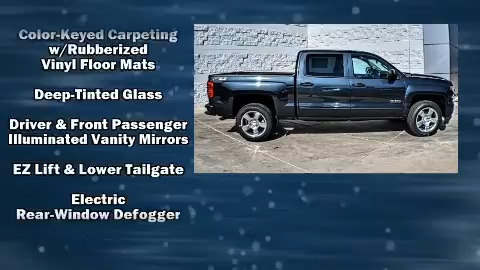 Color-Keyed Carpeting
w/Rubberized
Vinyl Floor Mats
Deep-Tinted Glass
Driver & Front Passenger
Illuminated Vanity Mirrors
EZ Lift & Lower Tailgate
Electric
Rear-Window Defogger